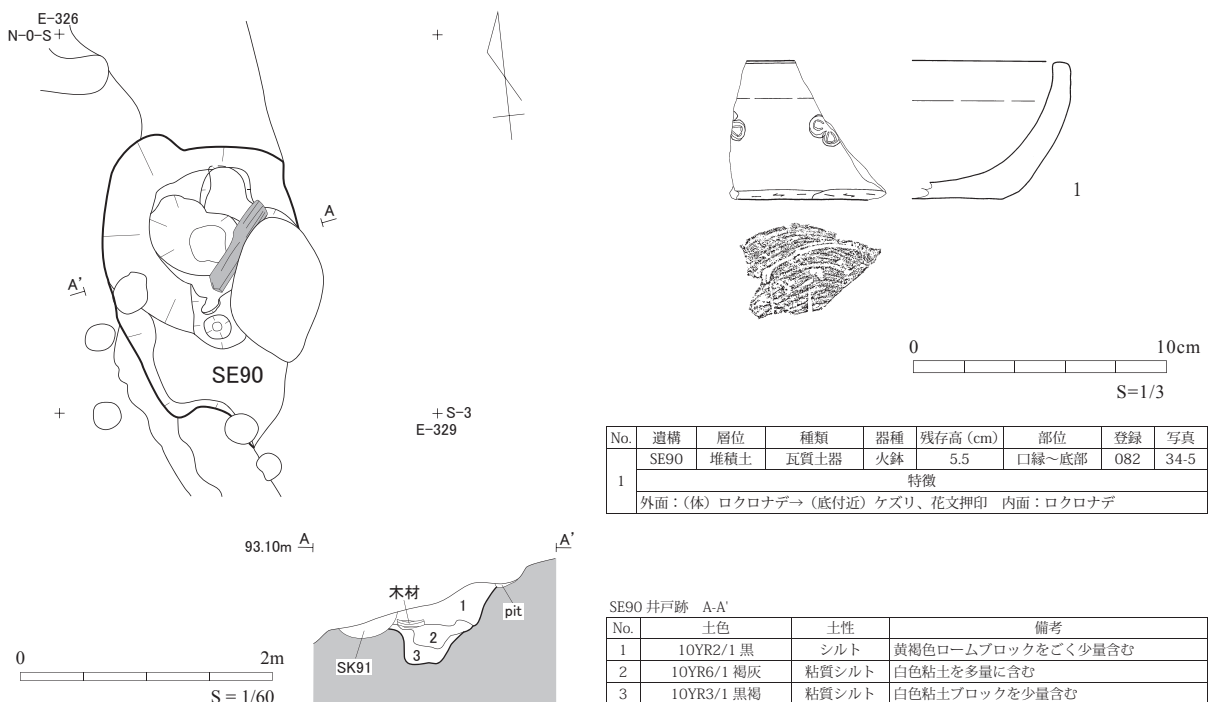 E-326
N-0-S
A
A'
SE90
S-3
E-329
1
0 10cm
S=1/3
No. 遺構 層位 種類 器種 残存高 (cm) 部位 登録 写真
1 SE90 堆積土 瓦質土器 火鉢 5.5 口縁～底部 082 34-5
特徴
外面：(体) ロクロナデ→（底付近）ケズリ、花文押印 内面：ロクロナデ
93.10m A A'
木材
1
pit
2
3
SK91
0 2m
S = 1/60
SE90 井戸跡 A-A'
No. 土色 土性 備考
1 10YR2/1 黒 シルト 黄褐色ロームブロックをごく少量含む
2 10YR6/1 褐灰 粘質シルト 白色粘土を多量に含む
3 10YR3/1 黒褐 粘質シルト 白色粘土ブロックを少量含む